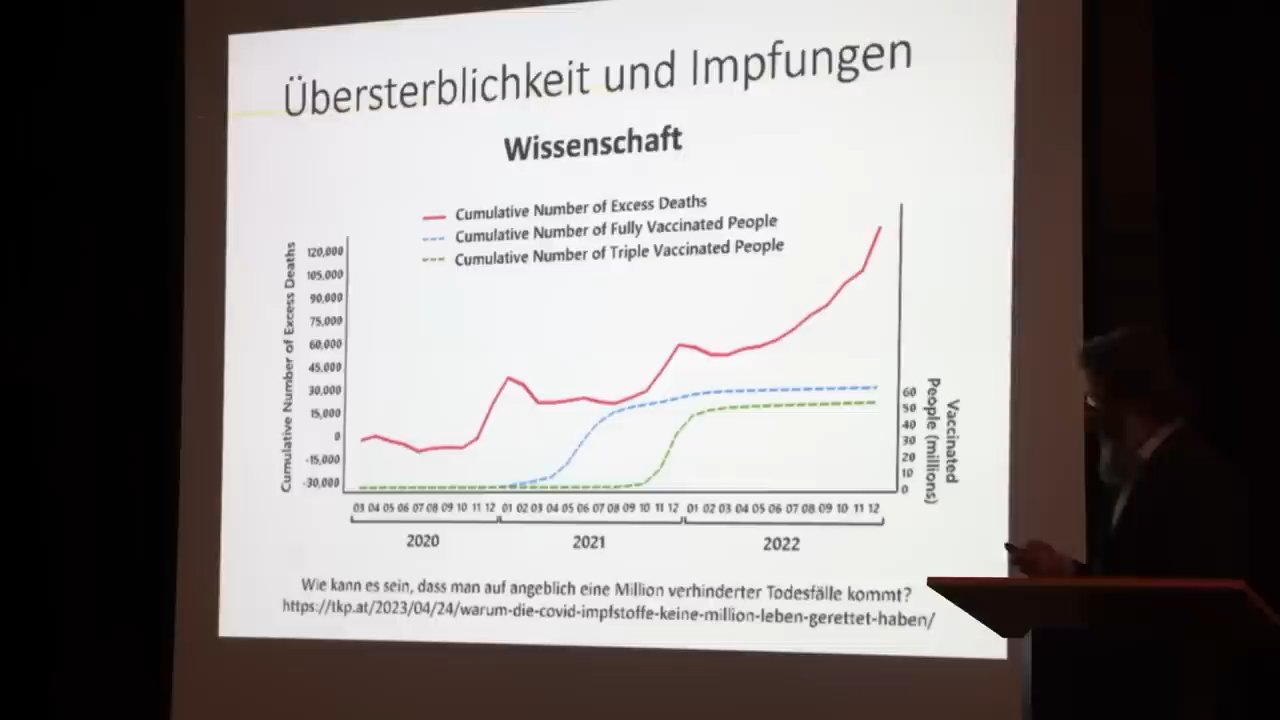 Übersterblichkeit und Impfungen
Wissenschaft
Cumulative Number of Excess Deaths
Cumulative Number of Fully Vaccinated People
Cumulative Number of Triple Vaccinated People
Cumulative Number of Excess Deaths
120,000
105,000
90,000
75,000
60,000
45,000
30,000
15,000
0
-15,000
-30,000
60
50
40
30
20
10
0
Vaccinated
People (millions)
03 04 05 06 07 08 09 10 11 12 01 02 03 04 05 06 07 08 09 10 11 12 01 02 03 04 05 06 07 08 09 10 11 12
2020 2021 2022
Wie kann es sein, dass man auf angeblich eine Million verhinderter Todesfälle kommt?
https://tkp.at/2023/04/24/warum-die-covid-impfstoffe-keine-million-leben-gerettet-haben/